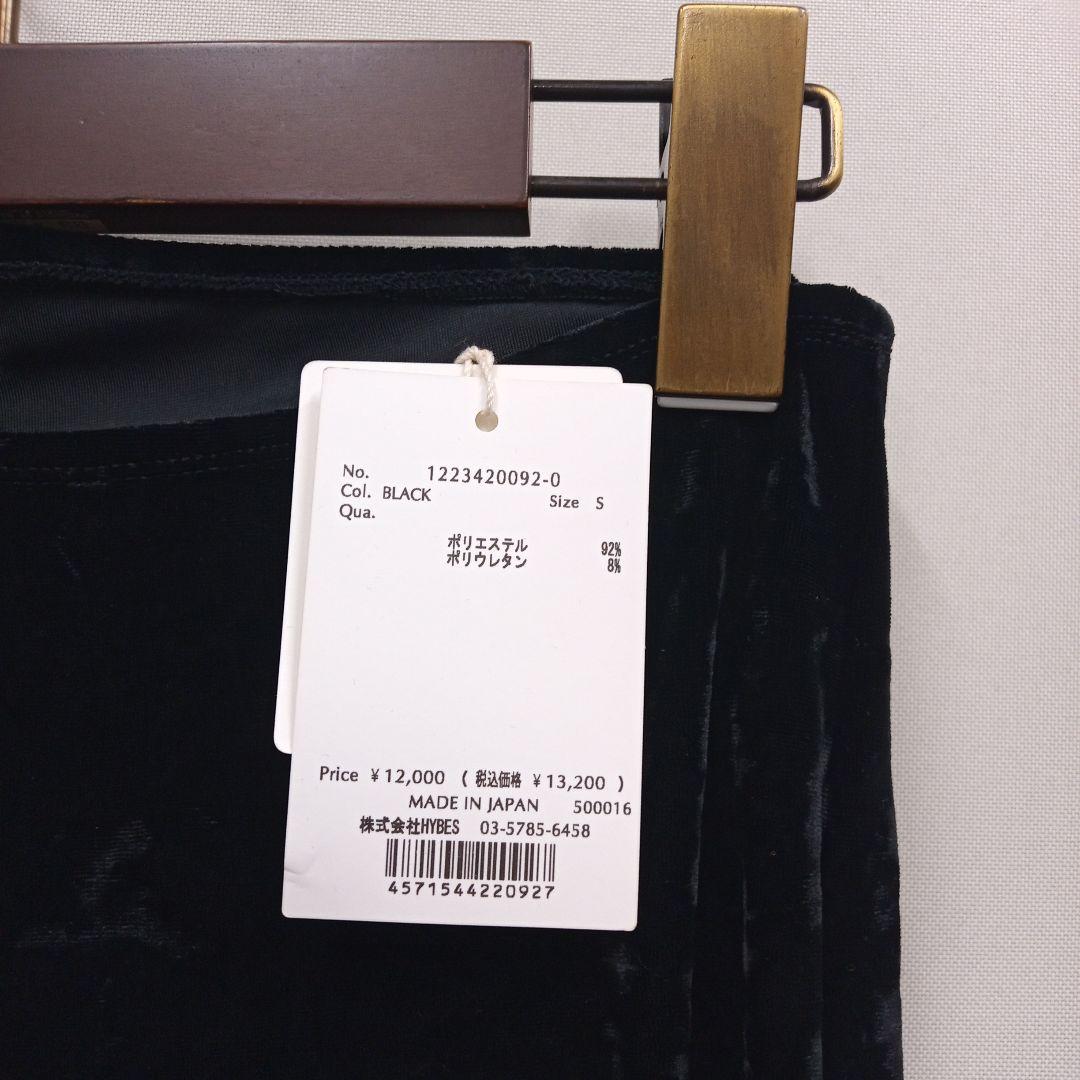 No. 1223420092-0
Col. BLACK Size S
Qua.
ポリエステル 92%
ポリウレタン 8%
Price ¥12,000 ( 税込価格 ¥13,200 )
MADE IN JAPAN 500016
株式会社HYBES 03-5785-6458
4571544220927